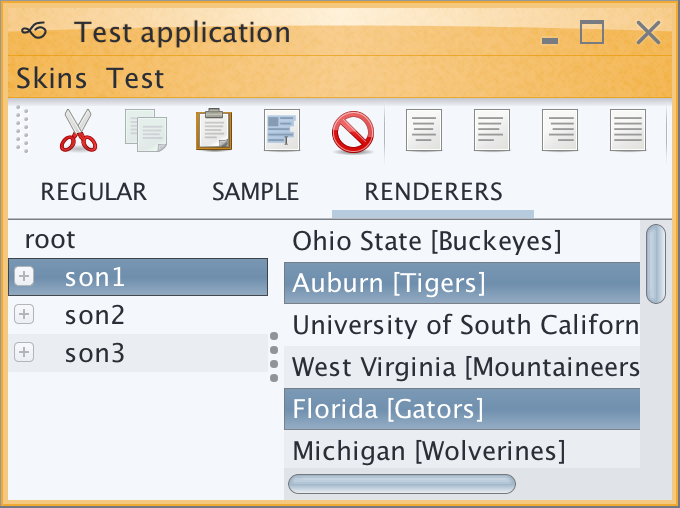 Test application
Skins Test
REGULAR SAMPLE RENDERERS
root
son1
son2
son3
Ohio State [Buckeyes]
Auburn [Tigers]
University of South Californ
West Virginia [Mountaineers
Florida [Gators]
Michigan [Wolverines]